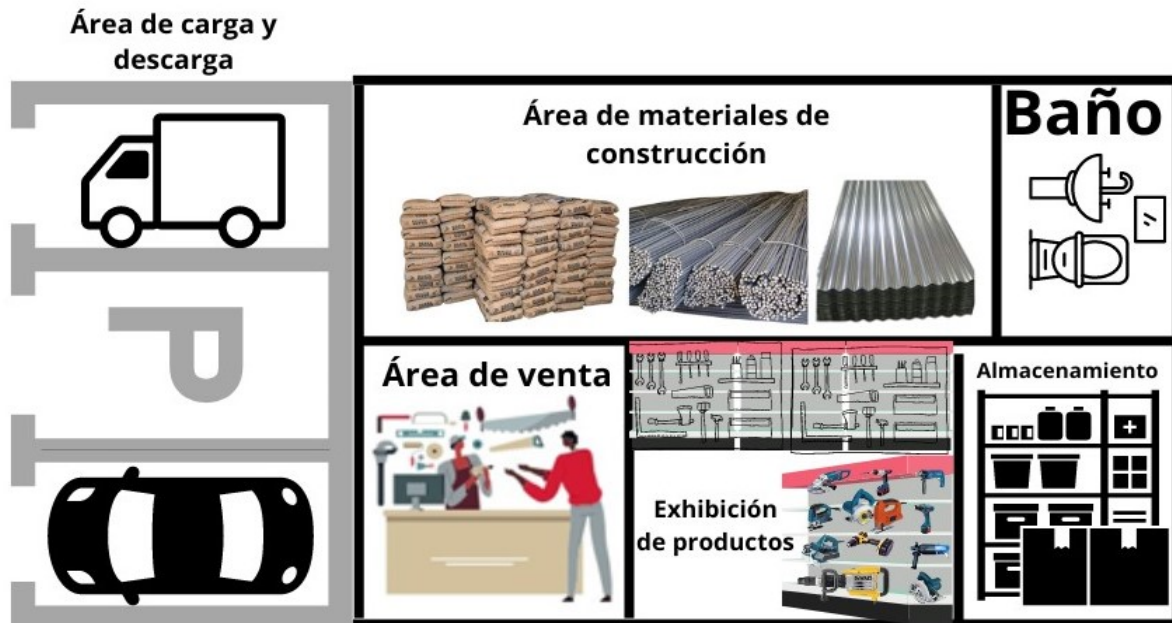 Área de carga y
descarga
Área de materiales de
construcción
Baño
P
Área de venta
Exhibición
de productos
Almacenamiento